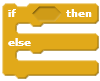 if then
else